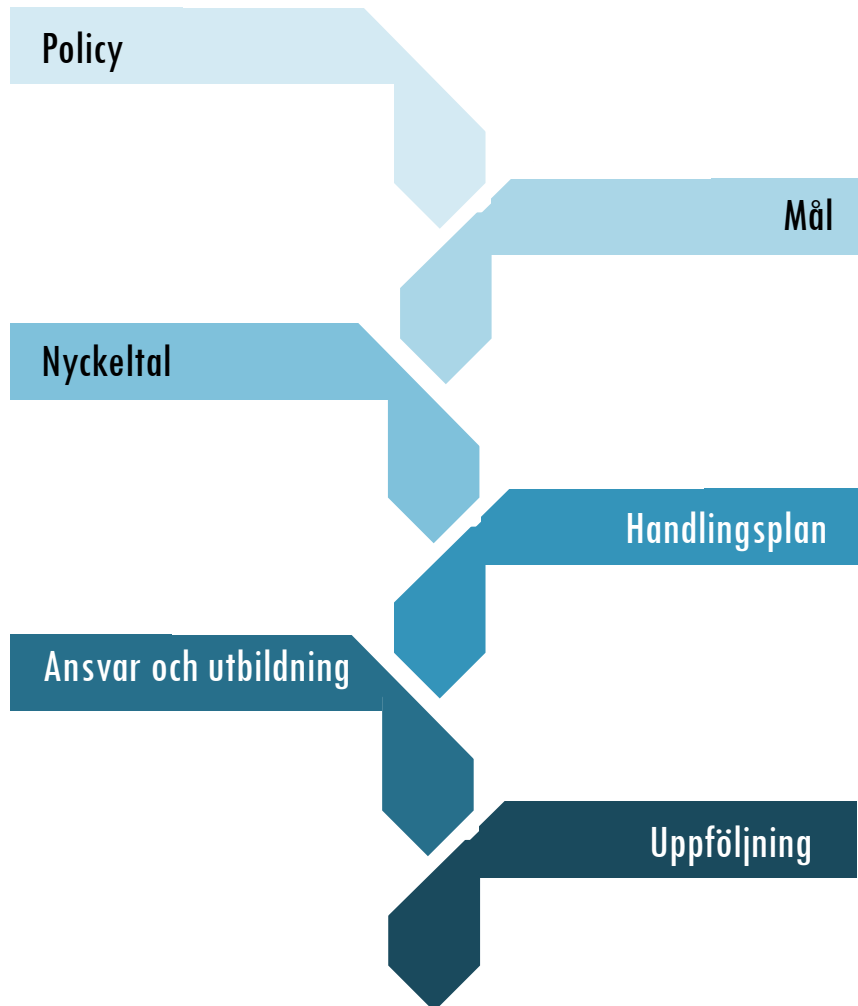 Policy
Mål
Nyckeltal
Handlingsplan
Ansvar och utbildning
Uppföljning